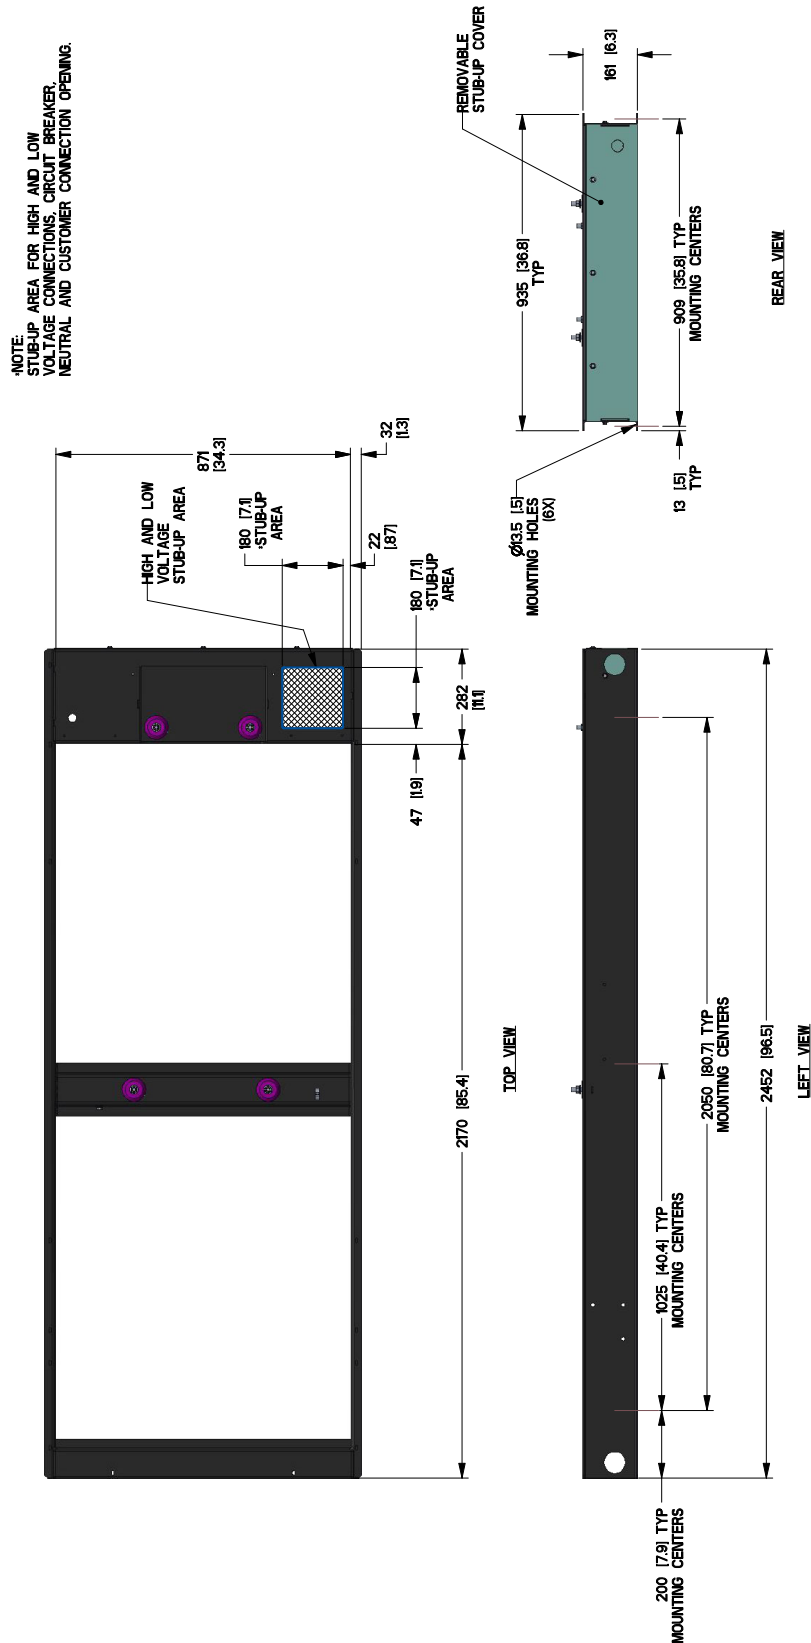 *NOTE:
STUB-UP AREA FOR HIGH AND LOW
VOLTAGE CONNECTIONS, CIRCUIT BREAKER,
NEUTRAL AND CUSTOMER CONNECTION OPENING.
871
[34.3]
32
[1.3]
HIGH AND LOW
VOLTAGE
STUB-UP AREA
180 [7.1]
*STUB-UP
AREA
22
[.87]
180 [7.1]
*STUB-UP
AREA
282
[11.1]
47 [1.9]
2170 [85.4]
TOP VIEW
REMOVABLE
STUB-UP COVER
161 [6.3]
935 [36.8]
TYP
909 [35.8] TYP
MOUNTING CENTERS
Ø13.5 [.5]
MOUNTING HOLES
(6X)
13 [.5]
TYP
REAR VIEW
200 [7.9] TYP
MOUNTING CENTERS
1025 [40.4] TYP
MOUNTING CENTERS
2050 [80.7] TYP
MOUNTING CENTERS
2452 [96.5]
LEFT VIEW